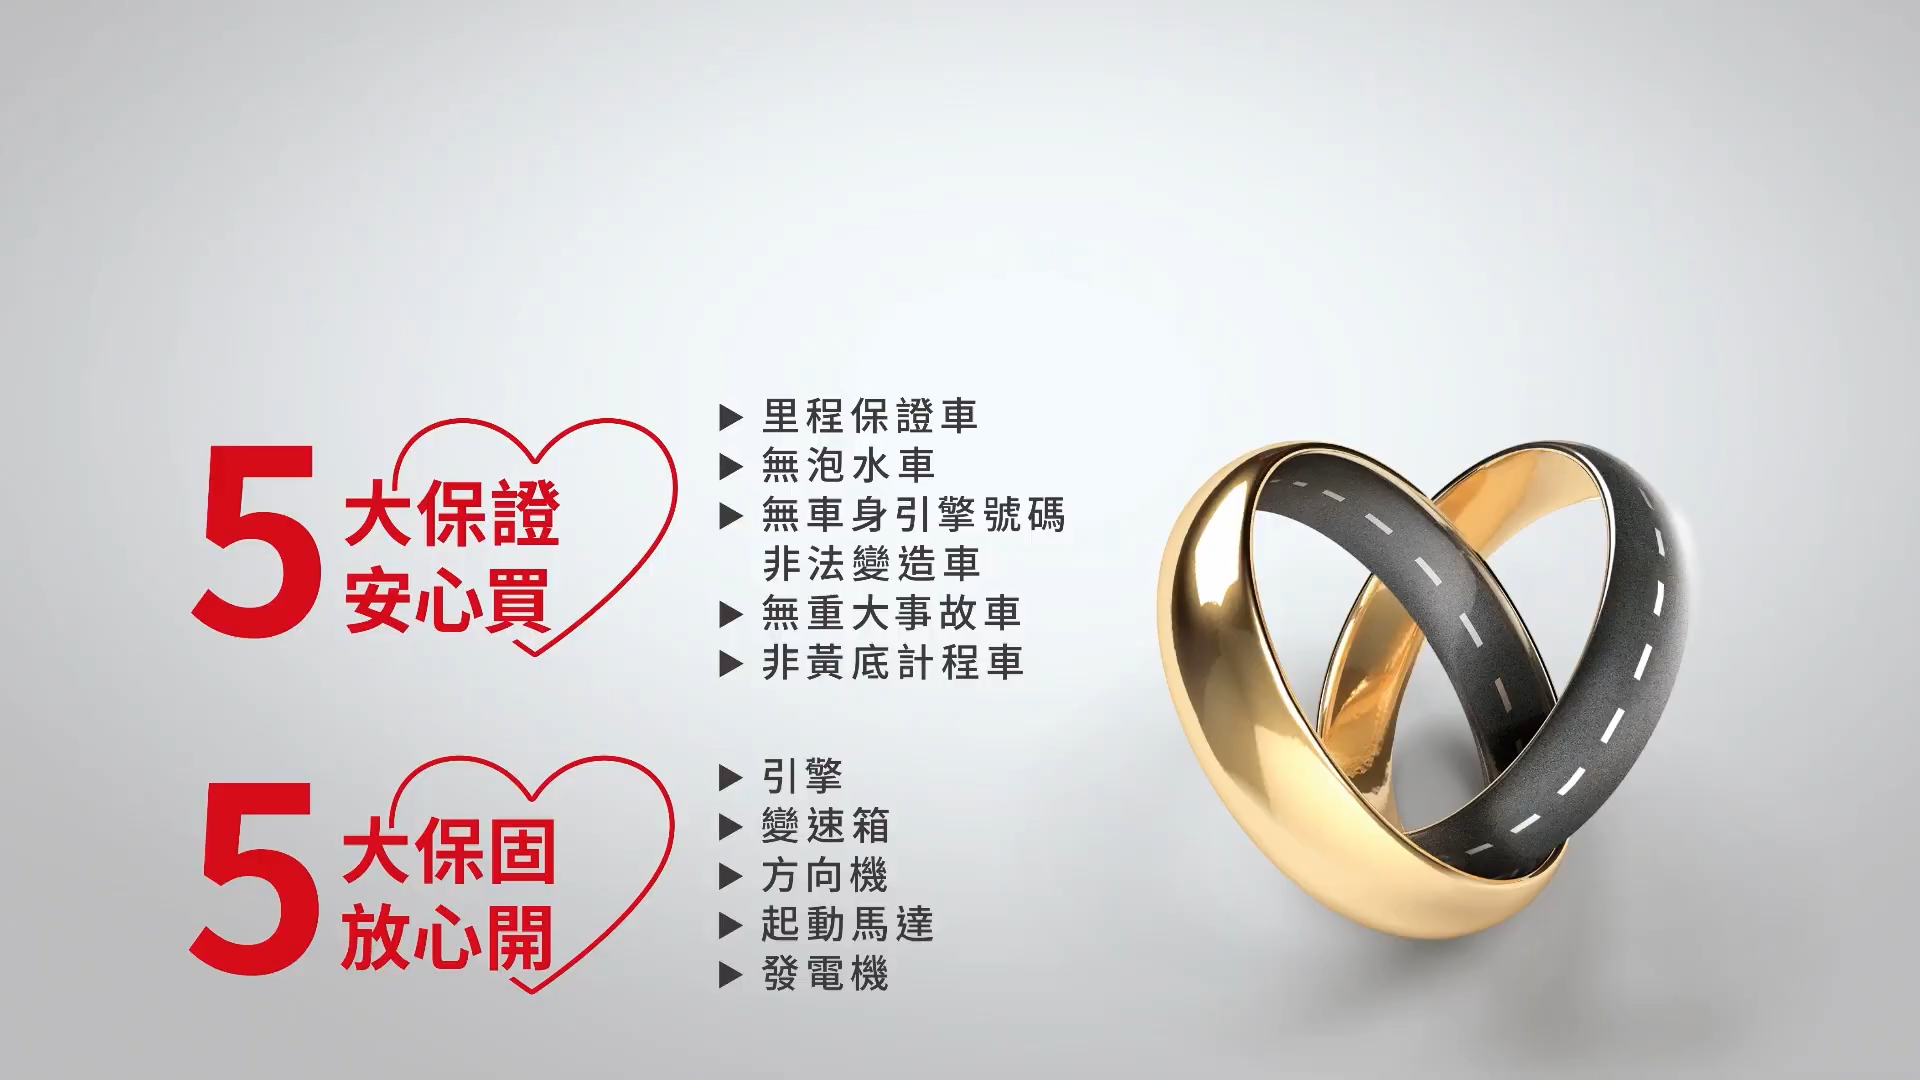 5大保證
安心買
▶ 里程保證車
▶ 無泡水車
▶ 無車身引擎號碼
非法變造車
▶ 無重大事故車
▶ 非黃底計程車
5大保固
放心開
▶ 引擎
▶ 變速箱
▶ 方向機
▶ 起動馬達
▶ 發電機